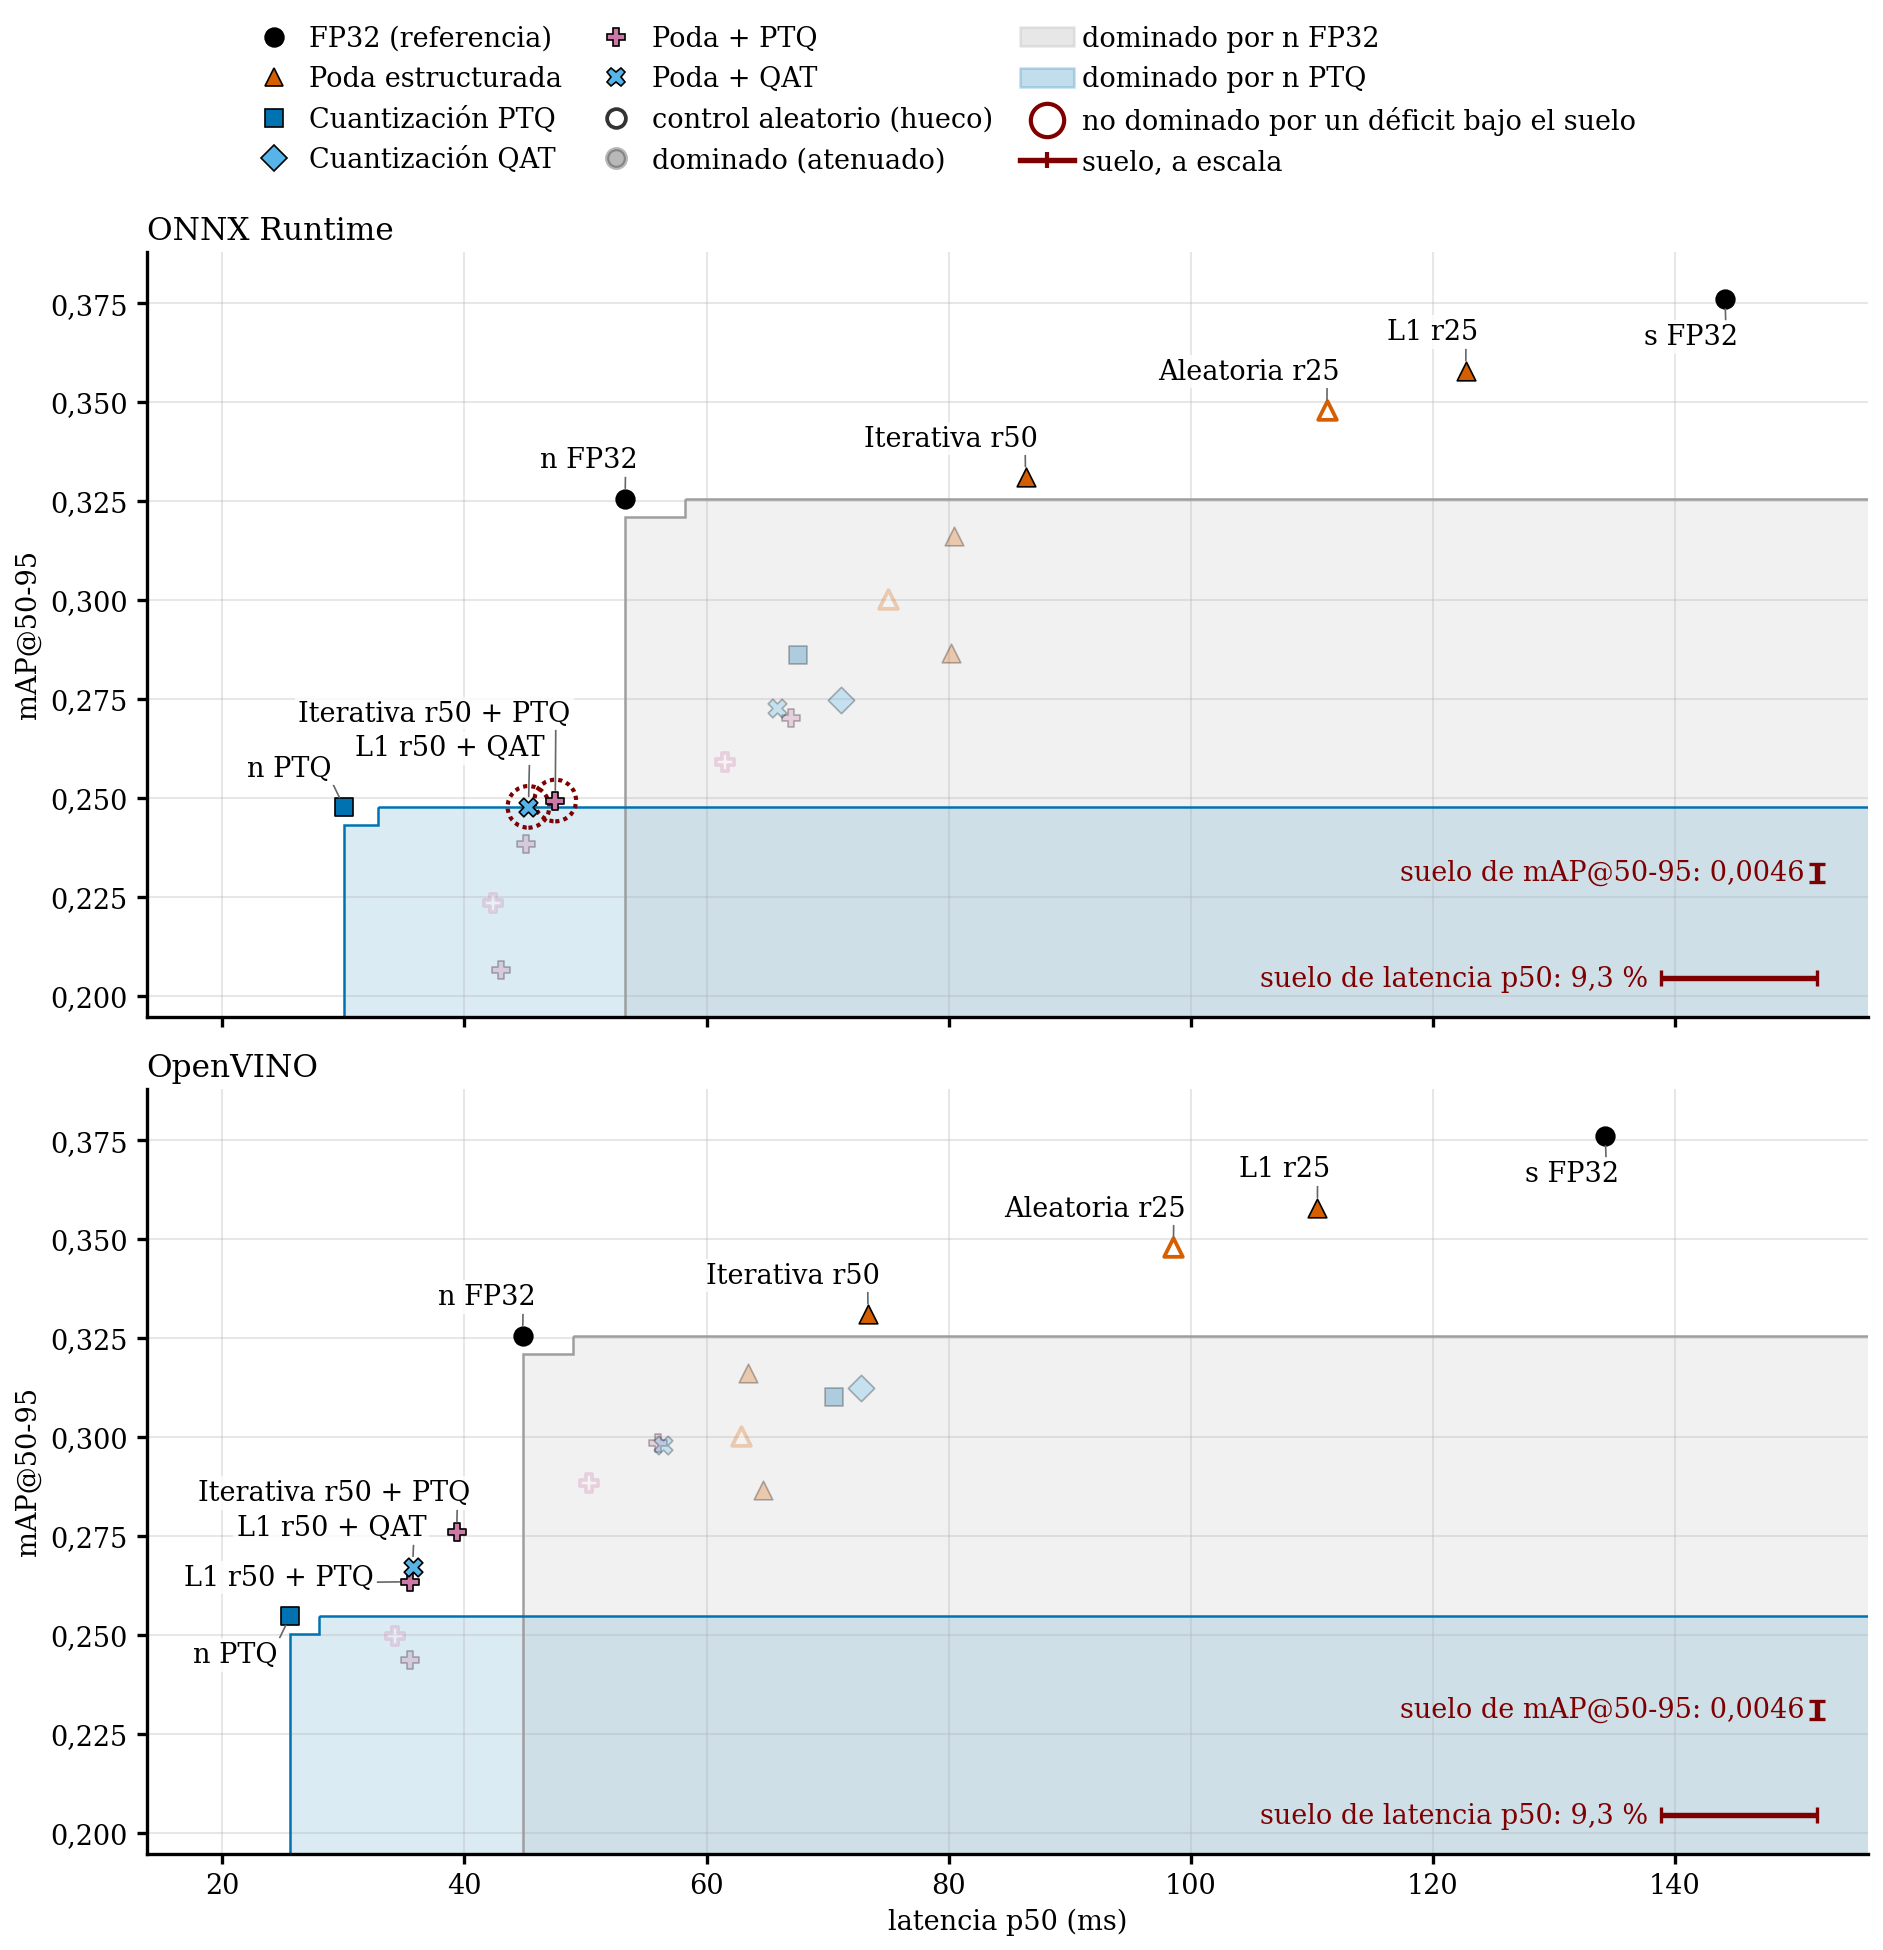 FP32 (referencia)
Poda estructurada
Cuantización PTQ
Cuantización QAT
Poda + PTQ
Poda + QAT
control aleatorio (hueco)
dominado (atenuado)
dominado por n FP32
dominado por n PTQ
no dominado por un déficit bajo el suelo
suelo, a escala
ONNX Runtime
mAP@50-95
0,375
0,350
0,325
0,300
0,275
0,250
0,225
0,200
s FP32
L1 r25
Aleatoria r25
Iterativa r50
n FP32
Iterativa r50 + PTQ
L1 r50 + QAT
n PTQ
suelo de mAP@50-95: 0,0046
suelo de latencia p50: 9,3 %
OpenVINO
mAP@50-95
0,375
0,350
0,325
0,300
0,275
0,250
0,225
0,200
s FP32
L1 r25
Aleatoria r25
Iterativa r50
n FP32
Iterativa r50 + PTQ
L1 r50 + QAT
L1 r50 + PTQ
n PTQ
suelo de mAP@50-95: 0,0046
suelo de latencia p50: 9,3 %
20 40 60 80 100 120 140
latencia p50 (ms)